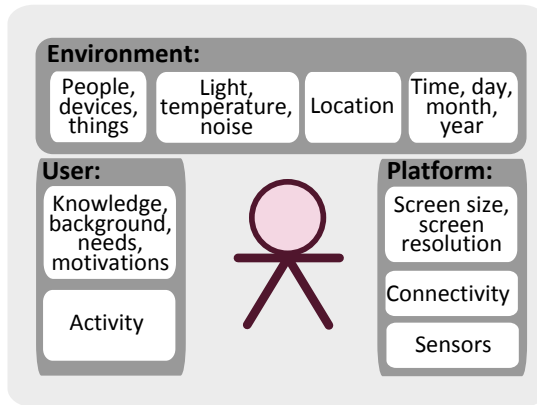 Environment:
People,
devices,
things
Light,
temperature,
noise
Location
Time, day,
month,
year
User:
Knowledge,
background,
needs,
motivations
Activity
Platform:
Screen size,
screen
resolution
Connectivity
Sensors